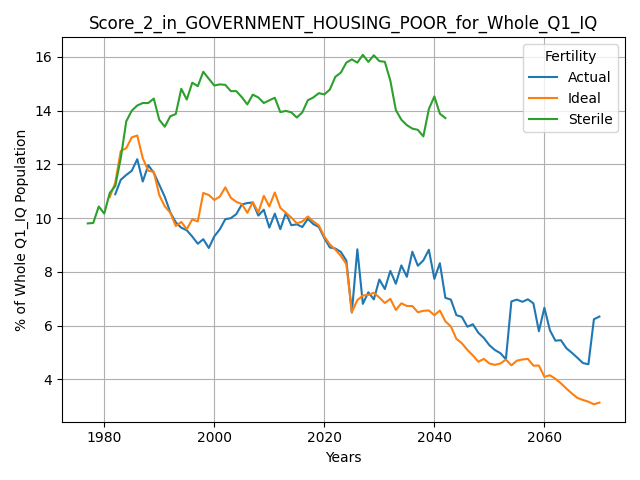 Score_2_in_GOVERNMENT_HOUSING_POOR_for_Whole_Q1_IQ
Fertility
Actual
Ideal
Sterile
% of Whole Q1_IQ Population
16
14
12
10
8
6
4
1980
2000
2020
2040
2060
Years